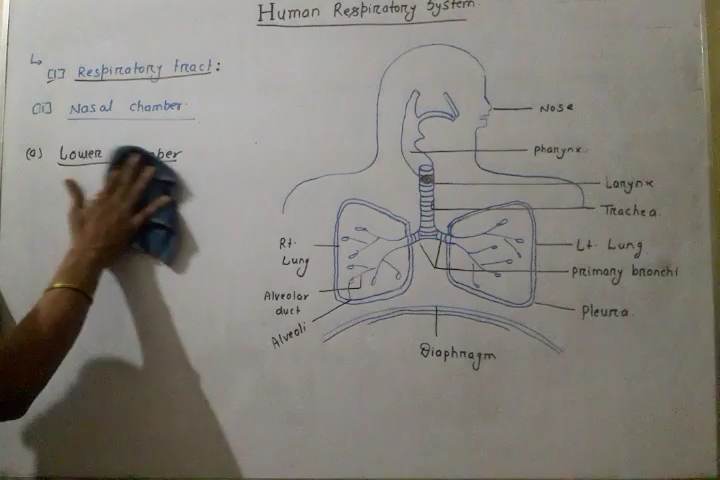 Human Respiratory System
[i] Respiratory tract:
[ii] Nasal chamber.
(a) Lower
Nose
Pharynx.
Larynx
Trachea.
Rt. Lung
Lt. Lung
Primary bronchi
Alveolar duct
Pleura.
Alveoli
Diaphragm